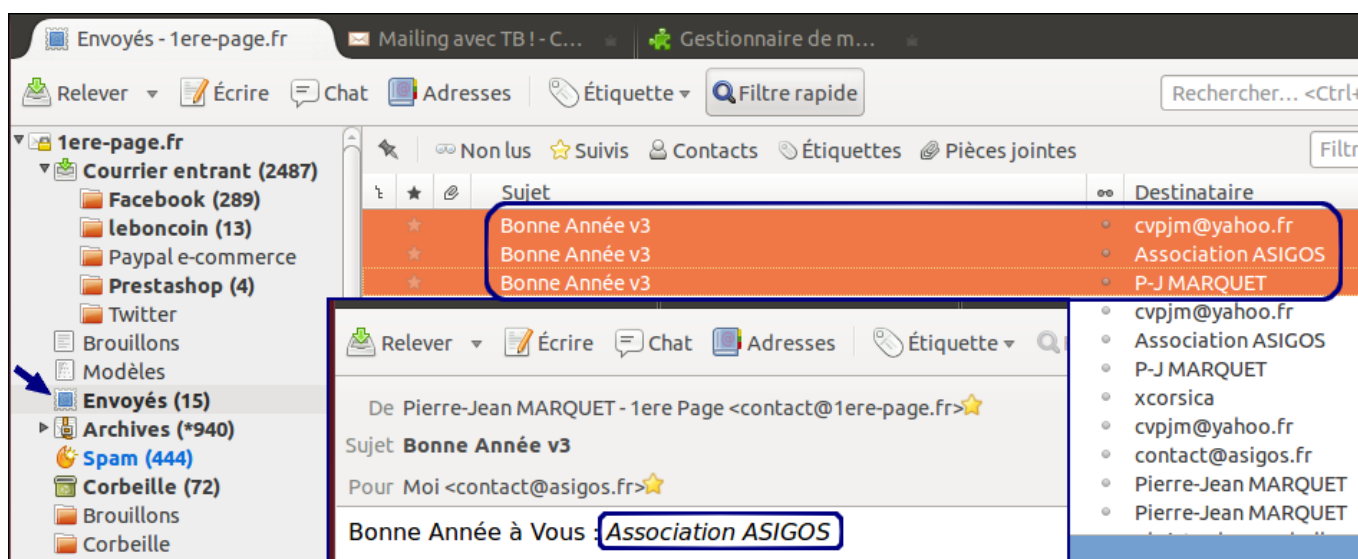 Envoyés - 1ere-page.fr
Mailing avec TB ! - C...
Gestionnaire de m...
Relever
Écrire
Chat
Adresses
Étiquette
Filtre rapide
Rechercher... <Ctrl+
1ere-page.fr
Courrier entrant (2487)
Facebook (289)
leboncoin (13)
Paypal e-commerce
Prestashop (4)
Twitter
Brouillons
Modèles
Envoyés (15)
Archives (*940)
Spam (444)
Corbeille (72)
Brouillons
Corbeille
Non lus
Suivis
Contacts
Étiquettes
Pièces jointes
Filtr
Sujet
Destinataire
Bonne Année v3
cvpjm@yahoo.fr
Bonne Année v3
Association ASIGOS
Bonne Année v3
P-J MARQUET
cvpjm@yahoo.fr
Association ASIGOS
P-J MARQUET
xcorsica
cvpjm@yahoo.fr
contact@asigos.fr
Pierre-Jean MARQUET
Pierre-Jean MARQUET
Relever
Écrire
Chat
Adresses
Étiquette
De Pierre-Jean MARQUET - 1ere Page <contact@1ere-page.fr>
Sujet Bonne Année v3
Pour Moi <contact@asigos.fr>
Bonne Année à Vous : Association ASIGOS